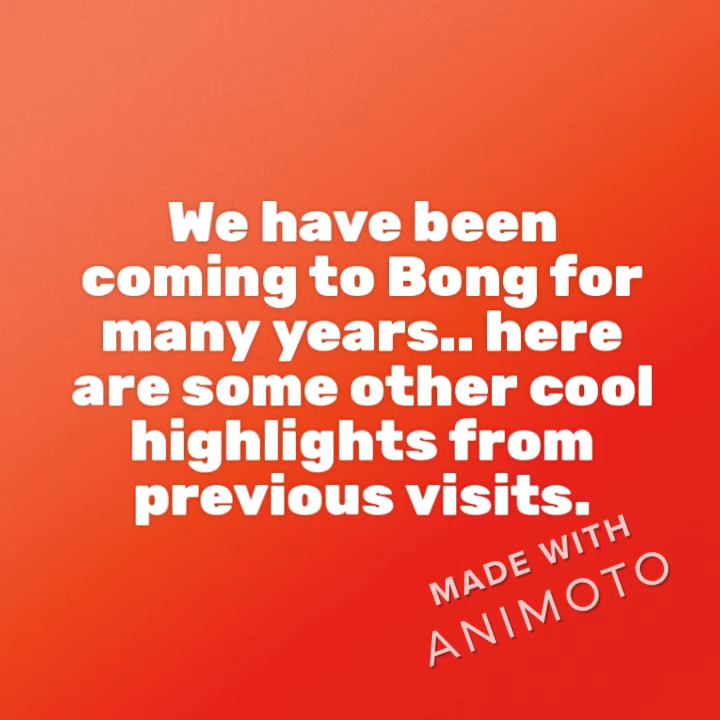 We have been
coming to Bong for
many years.. here
are some other cool
highlights from
previous visits.
MADE WITH
ANIMOTO